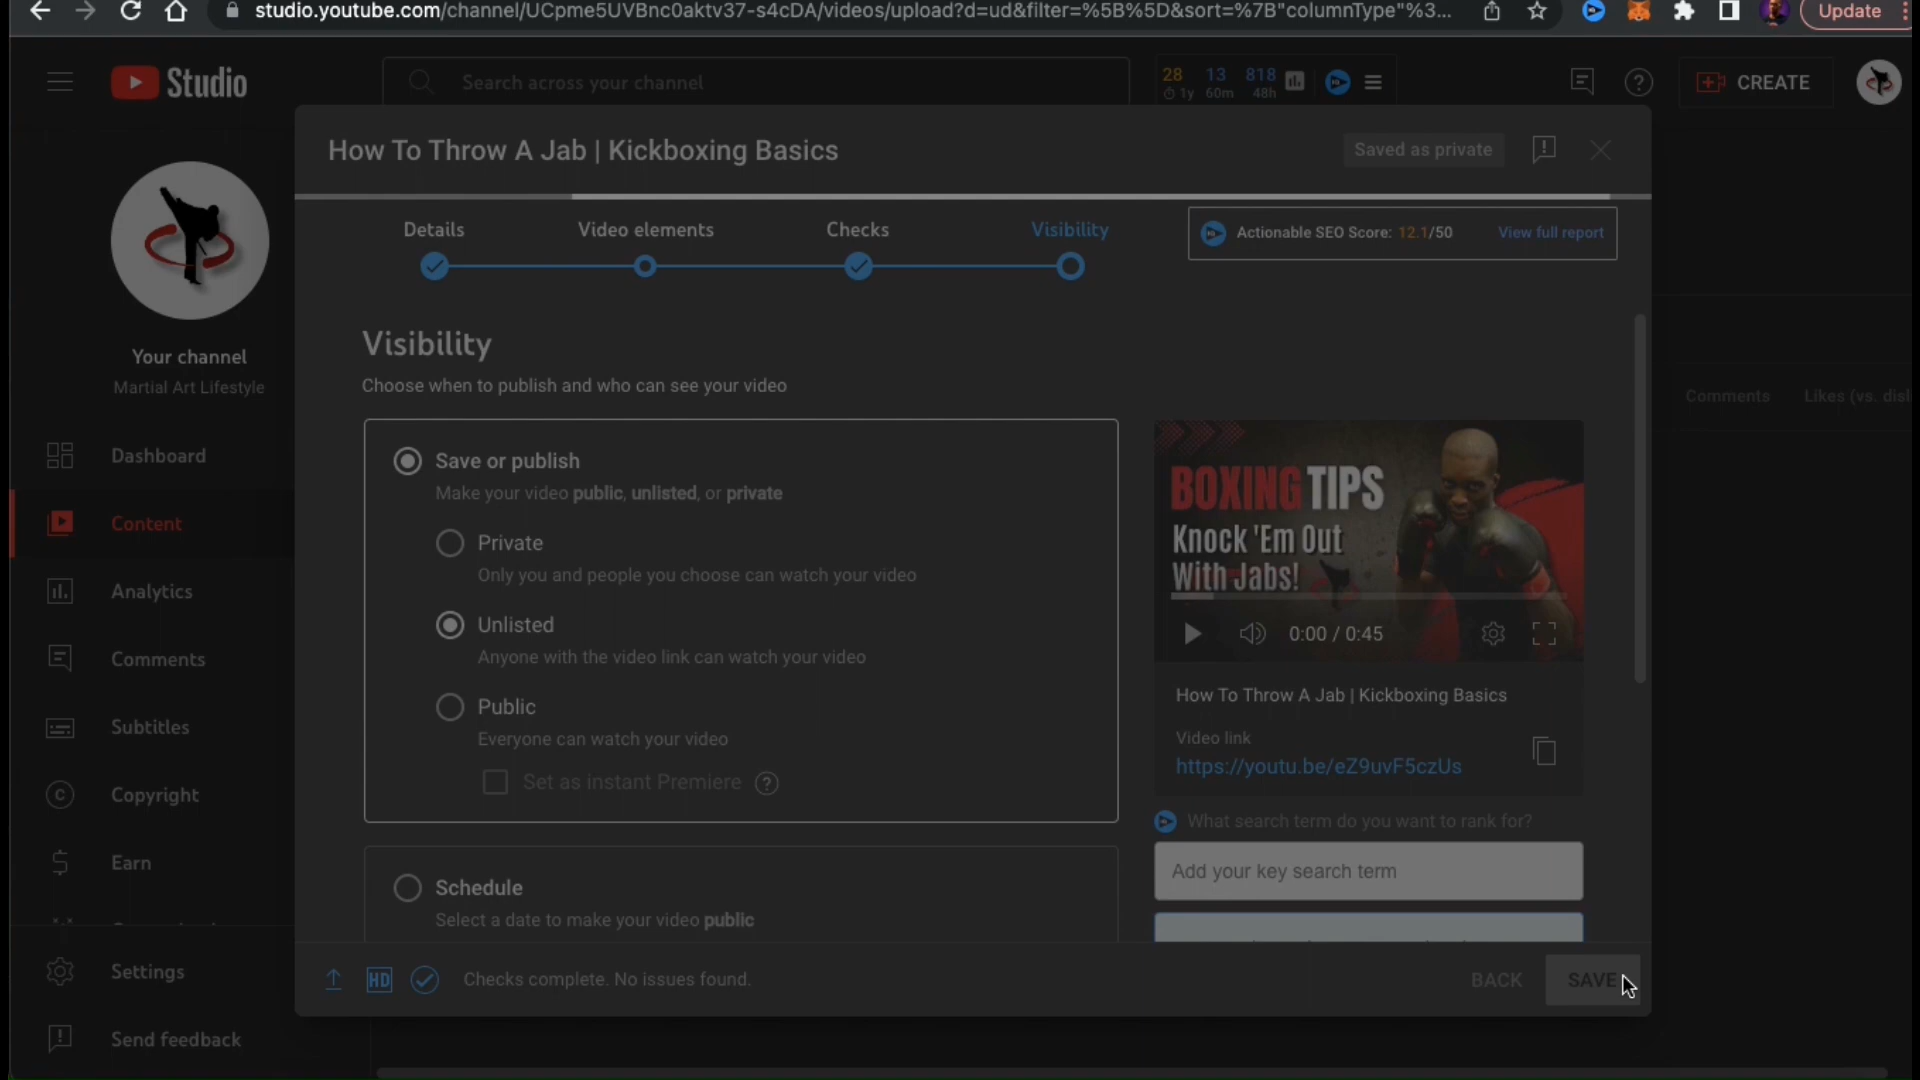 studio.youtube.com/channel/UCpme5UVBnc0aktv37-s4cDA/videos/upload?d=ud&filter=%5B%5D&sort=%7B"columnType"%3...
Update
Studio
Search across your channel
28 13 818
1y 60m 48h
CREATE
How To Throw A Jab | Kickboxing Basics
Saved as private
Details
Video elements
Checks
Visibility
Actionable SEO Score: 12.1/50
View full report
Your channel
Martial Art Lifestyle
Dashboard
Content
Analytics
Comments
Subtitles
Copyright
Earn
Settings
Send feedback
Visibility
Choose when to publish and who can see your video
Save or publish
Make your video public, unlisted, or private
Private
Only you and people you choose can watch your video
Unlisted
Anyone with the video link can watch your video
Public
Everyone can watch your video
Set as instant Premiere
Schedule
Select a date to make your video public
BOXING TIPS
Knock 'Em Out
With Jabs!
0:00 / 0:45
How To Throw A Jab | Kickboxing Basics
Video link
https://youtu.be/eZ9uvF5czUs
What search term do you want to rank for?
Add your key search term
Comments
Likes (vs.
HD
Checks complete. No issues found.
BACK
SAVE